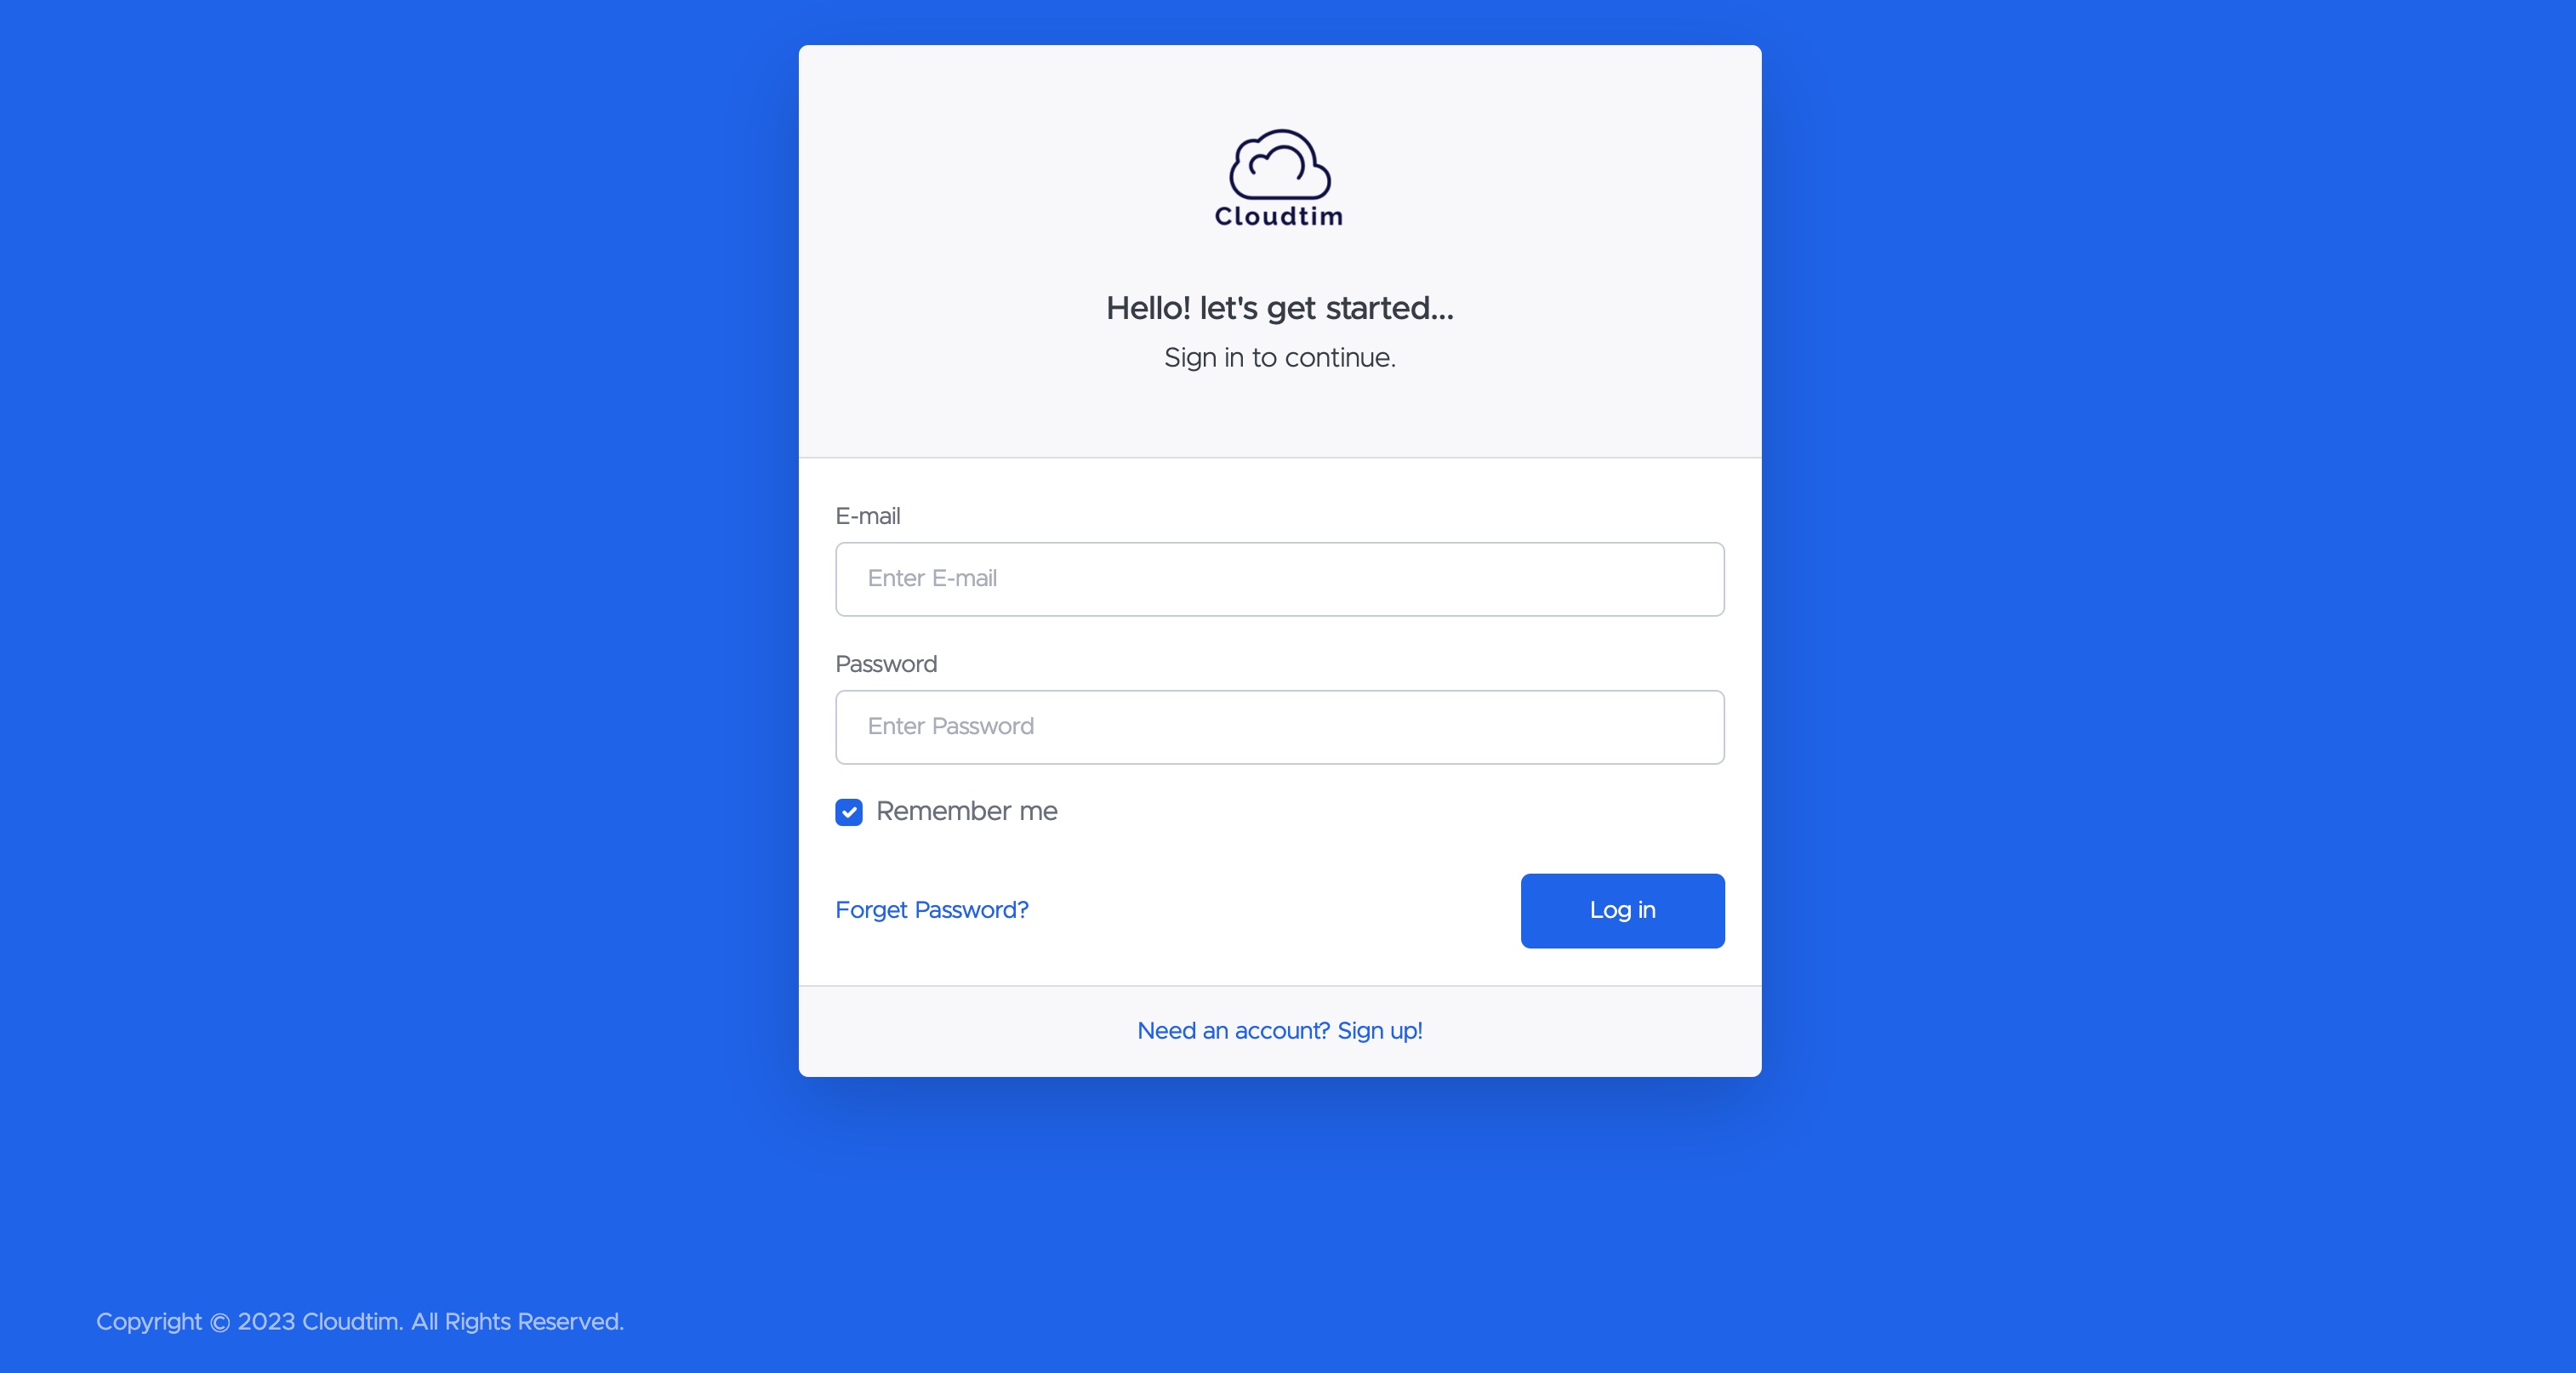 Cloudtim
Hello! let's get started...
Sign in to continue.
E-mail
Enter E-mail
Password
Enter Password
Remember me
Forget Password?
Log in
Need an account? Sign up!
Copyright © 2023 Cloudtim. All Rights Reserved.